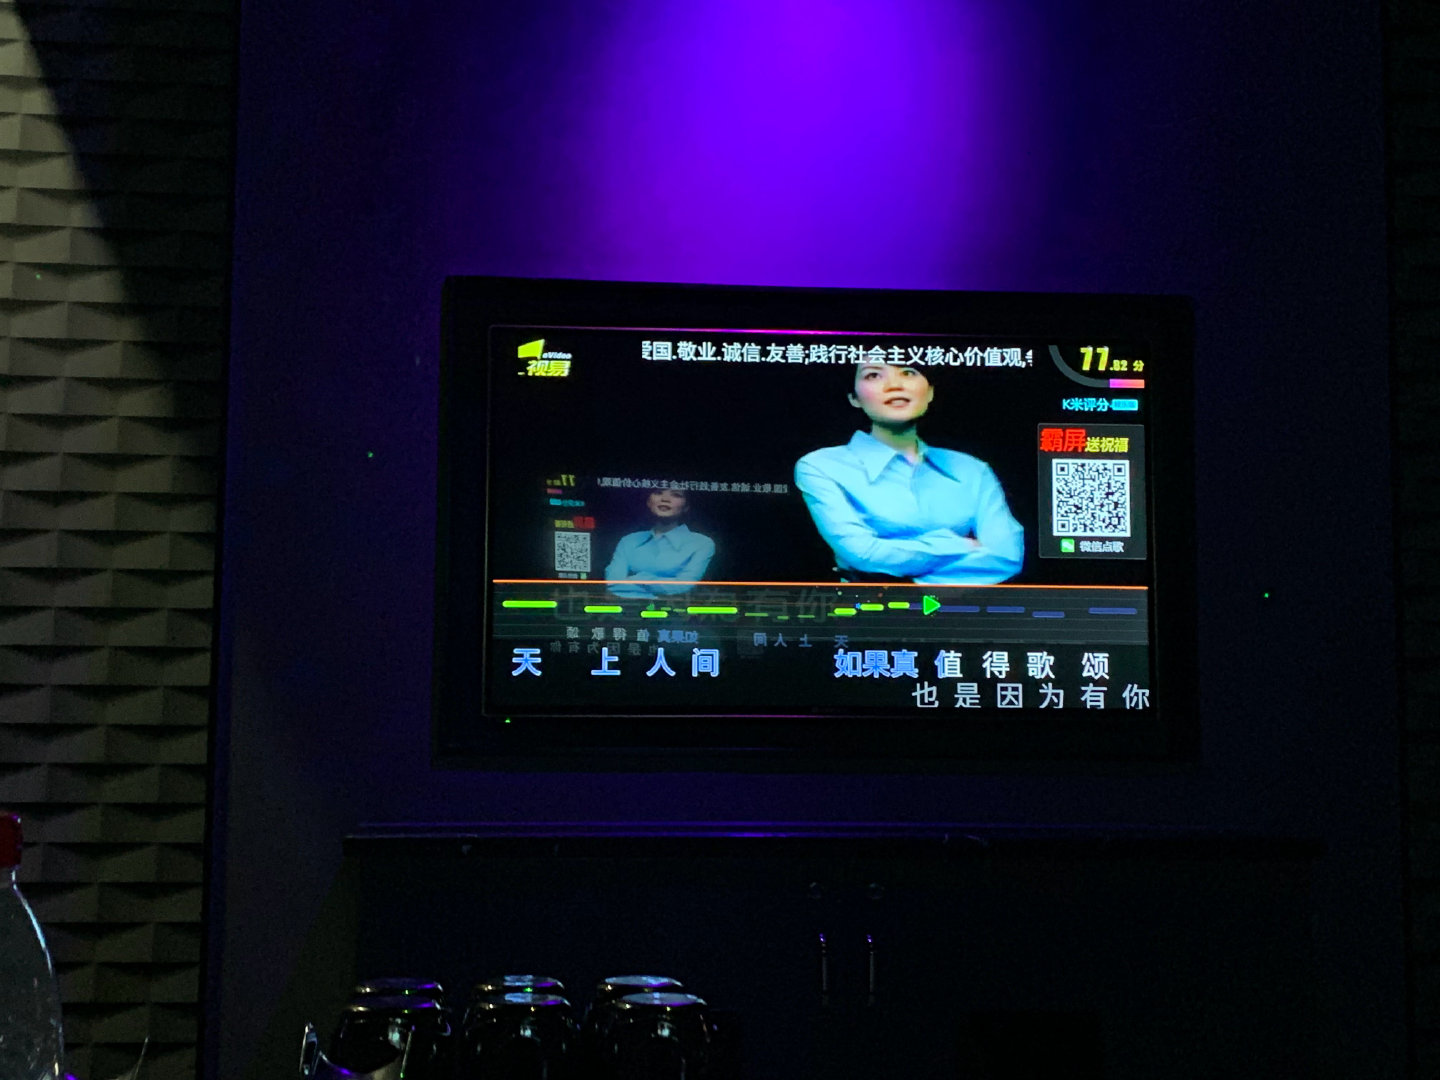 eVideo
视易
爱国.敬业.诚信.友善;践行社会主义核心价值观,
77.82 分
K米评分
霸屏送祝福
微信点歌
天 上 人 间 如果真 值 得 歌 颂
也 是 因 为 有 你